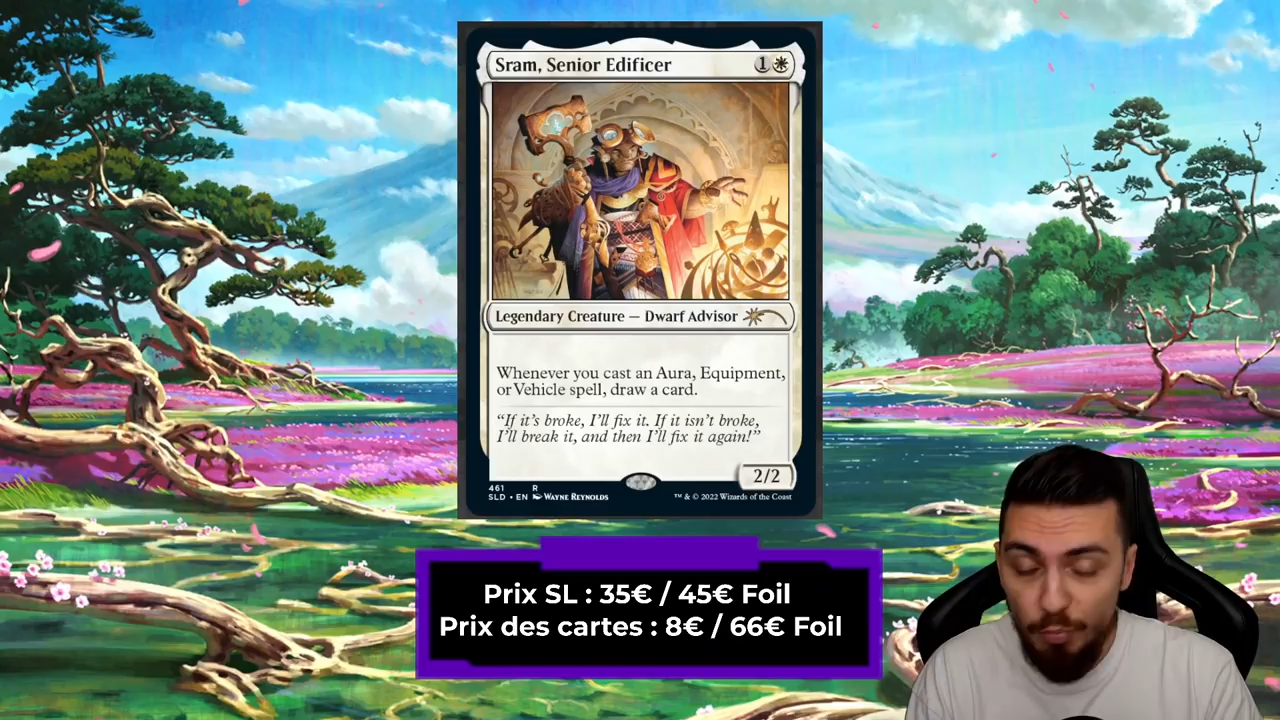 Sram, Senior Edificer 1
Legendary Creature — Dwarf Advisor
Whenever you cast an Aura, Equipment,
or Vehicle spell, draw a card.
“If it’s broke, I’ll fix it. If it isn’t broke,
I’ll break it, and then I’ll fix it again!”
2/2
461 R
SLD • EN Wayne Reynolds ™ & © 2022 Wizards of the Coast
Prix SL : 35€ / 45€ Foil
Prix des cartes : 8€ / 66€ Foil